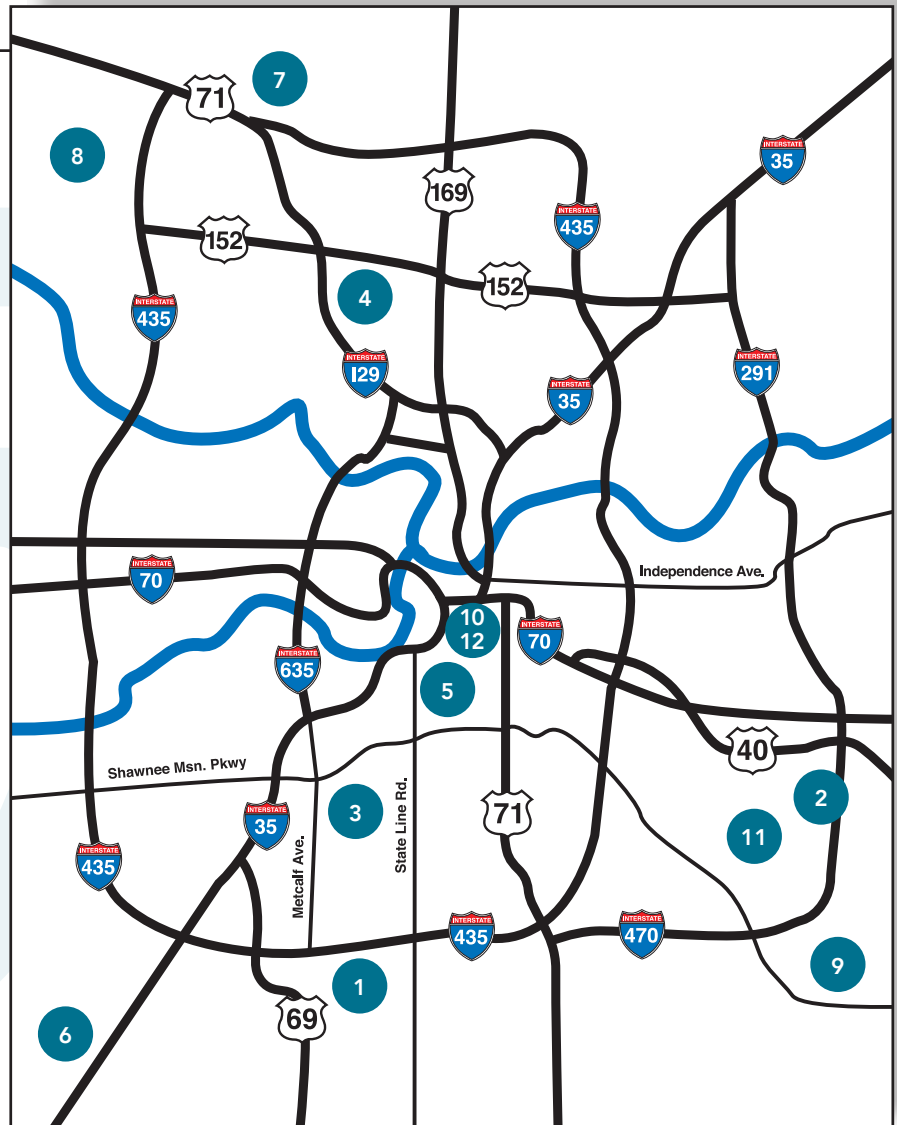 7
71
8
INTERSTATE
35
169
INTERSTATE
435
152
152
4
INTERSTATE
435
INTERSTATE
I29
INTERSTATE
291
INTERSTATE
35
Independence Ave.
INTERSTATE
70
10
12
INTERSTATE
70
INTERSTATE
635
5
40
Shawnee Msn. Pkwy
2
3
71
INTERSTATE
35
State Line Rd.
11
Metcalf Ave.
INTERSTATE
435
INTERSTATE
435
INTERSTATE
470
9
1
69
6